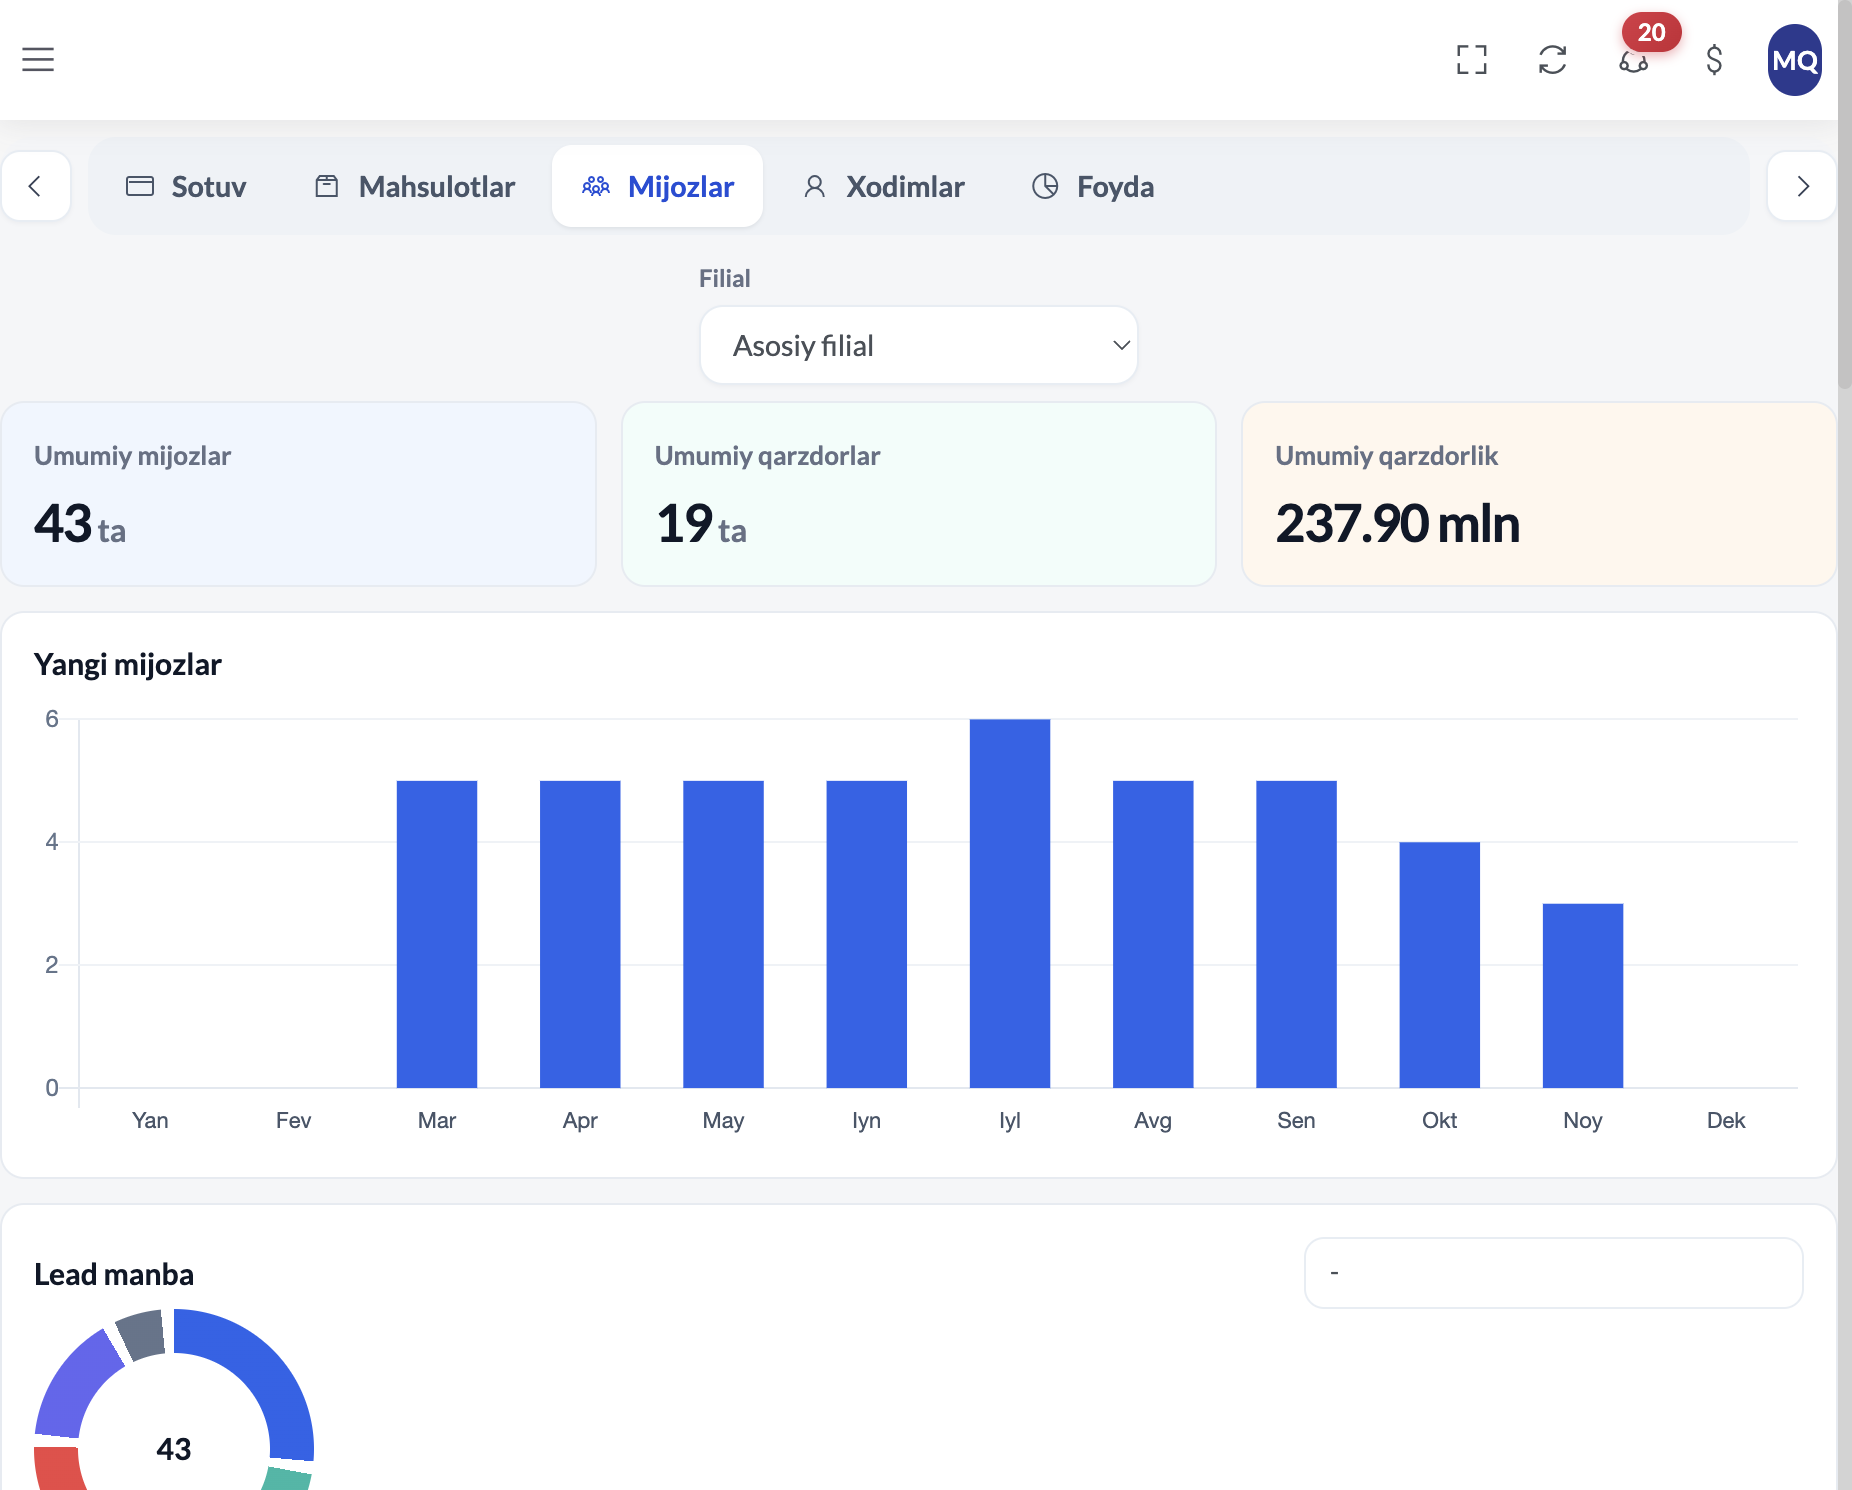 20
MQ
Sotuv
Mahsulotlar
Mijozlar
Xodimlar
Foyda
Filial
Asosiy filial
Umumiy mijozlar
43 ta
Umumiy qarzdorlar
19 ta
Umumiy qarzdorlik
237.90 mln
Yangi mijozlar
6
4
2
0
Yan Fev Mar Apr May Iyn Iyl Avg Sen Okt Noy Dek
Lead manba
-
43